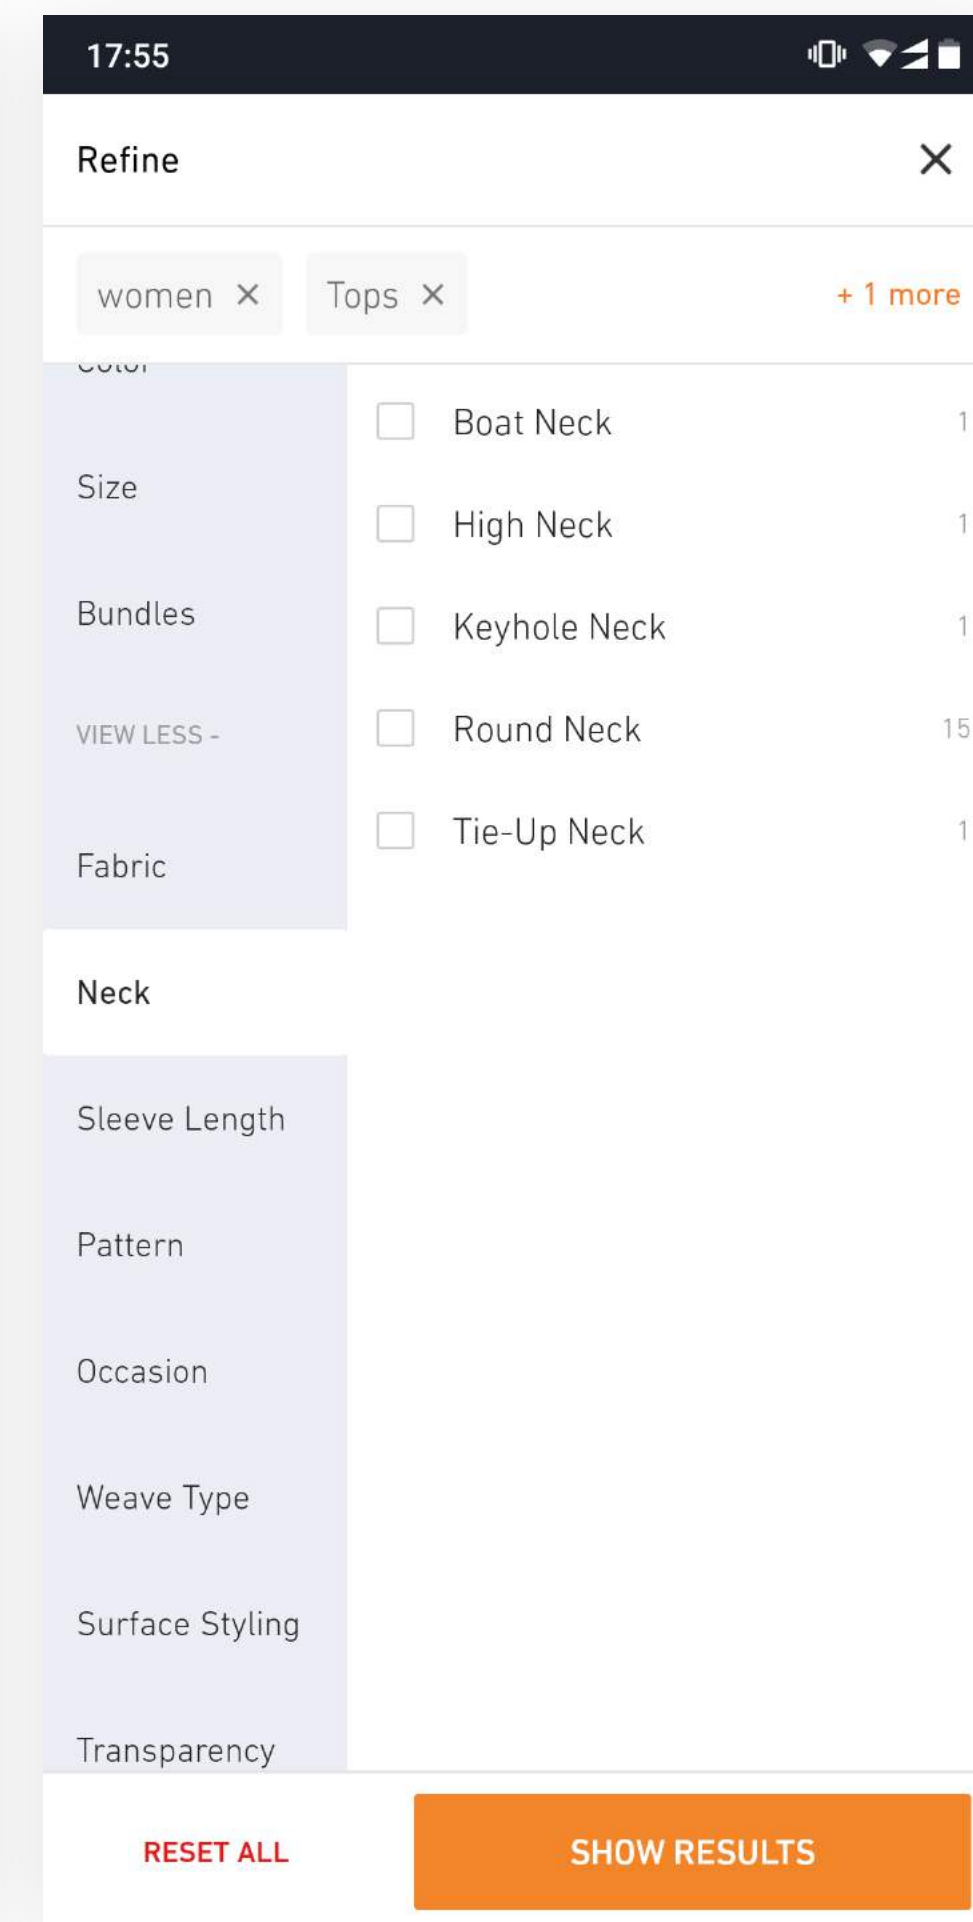 17:55
Refine
women ×
Tops ×
+ 1 more
Color
Size
Bundles
VIEW LESS -
Fabric
Neck
Sleeve Length
Pattern
Occasion
Weave Type
Surface Styling
Transparency
Boat Neck 1
High Neck 1
Keyhole Neck 1
Round Neck 15
Tie-Up Neck 1
RESET ALL
SHOW RESULTS